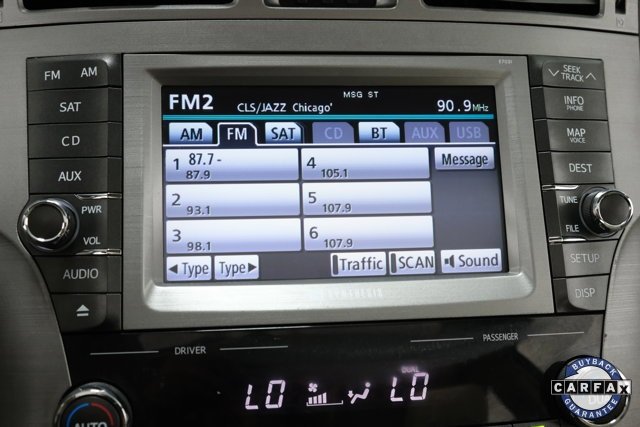 FM AM
SAT
CD
AUX
PWR
VOL
AUDIO
E7031
FM2
MSG ST
CLS/JAZZ Chicago'
90.9MHz
AM FM SAT CD BT AUX USB
1 87.7-
87.9
4
105.1
Message
2
93.1
5
107.9
3
98.1
6
107.9
◄Type Type► Traffic SCAN Sound
SEEK
TRACK
INFO
PHONE
MAP
VOICE
DEST
TUNE
FILE
SETUP
DISP
DRIVER
PASSENGER
DUAL
LO LO
AUTO
DU
BUYBACK
CARFAX
GUARANTEE